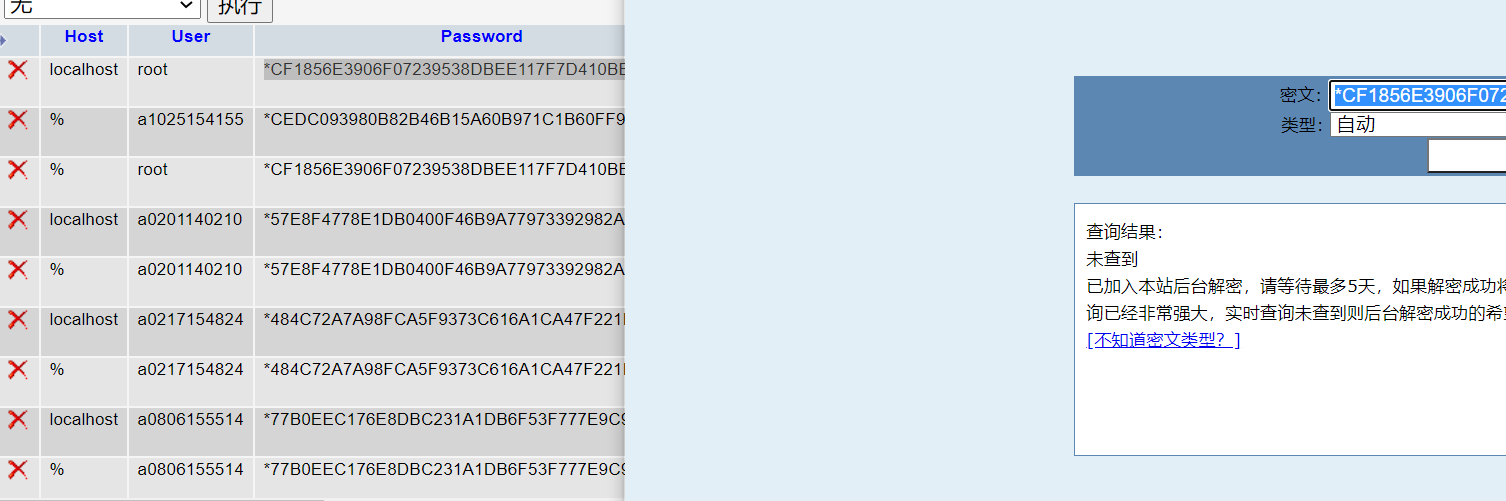 无 执行
Host User Password
localhost root *CF1856E3906F07239538DBEE117F7D410BE
% a1025154155 *CEDC093980B82B46B15A60B971C1B60FF9
% root *CF1856E3906F07239538DBEE117F7D410BE
localhost a0201140210 *57E8F4778E1DB0400F46B9A77973392982A
% a0201140210 *57E8F4778E1DB0400F46B9A77973392982A
localhost a0217154824 *484C72A7A98FCA5F9373C616A1CA47F221
% a0217154824 *484C72A7A98FCA5F9373C616A1CA47F221
localhost a0806155514 *77B0EEC176E8DBC231A1DB6F53F777E9C9
% a0806155514 *77B0EEC176E8DBC231A1DB6F53F777E9C9
密文: *CF1856E3906F072
类型: 自动
查询结果:
未查到
已加入本站后台解密，请等待最多5天，如果解密成功将
询已经非常强大，实时查询未查到则后台解密成功的希望
[不知道密文类型？]